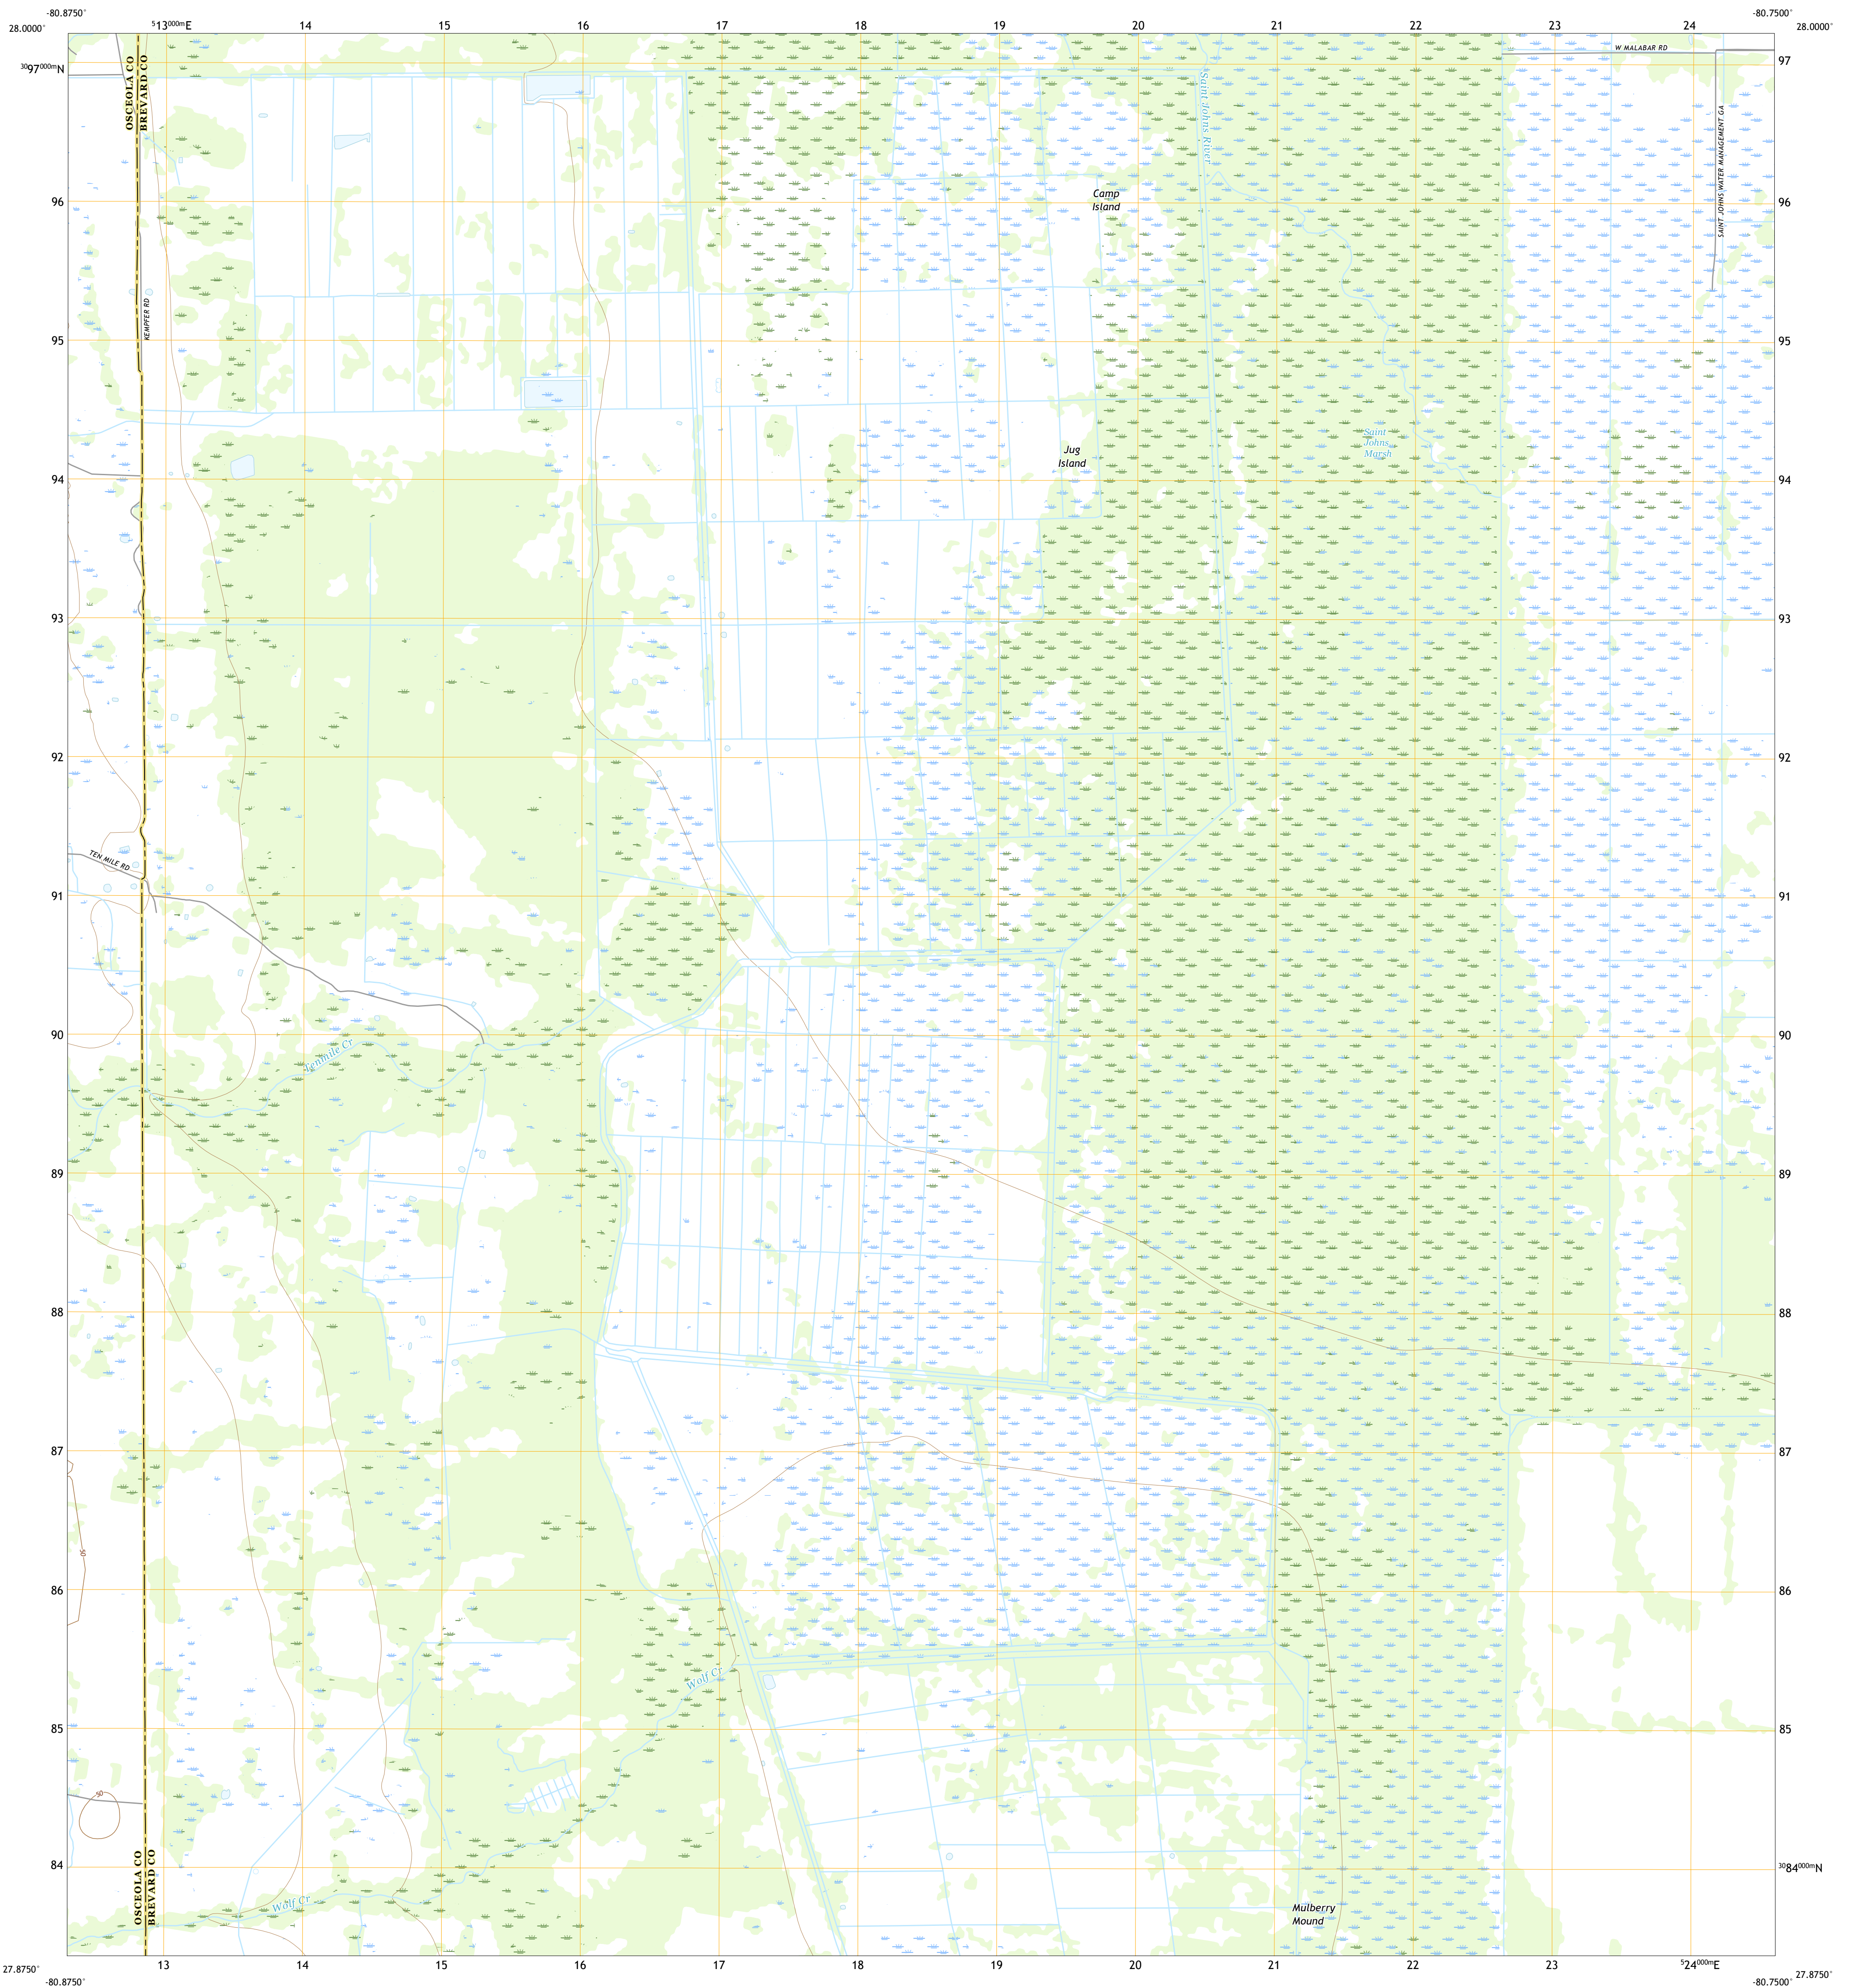 -80.8750° -80.7500°
28.0000° 513000mE 14 15 16 17 18 19 20 21 22 23 24 28.0000°
3097000mN 97
OSCEOLA CO
BREVARD CO
W MALABAR RD
SAINT JOHNS WATER MANAGEMENT GA
Saint Johns River
96 96
Camp
Island
KEMPFER RD
95 95
Saint
Johns
Marsh
Jug
Island
94 94
93 93
92 92
TEN MILE RD
91 91
90 90
Tenmile Cr
89 89
88 88
87 87
50
86 86
Wolf Cr
85 85
50
84 3084000mN
OSCEOLA CO
BREVARD CO
Wolf Cr
Mulberry
Mound
27.8750° 13 14 15 16 17 18 19 20 21 22 23 524000mE 27.8750°
-80.8750° -80.7500°